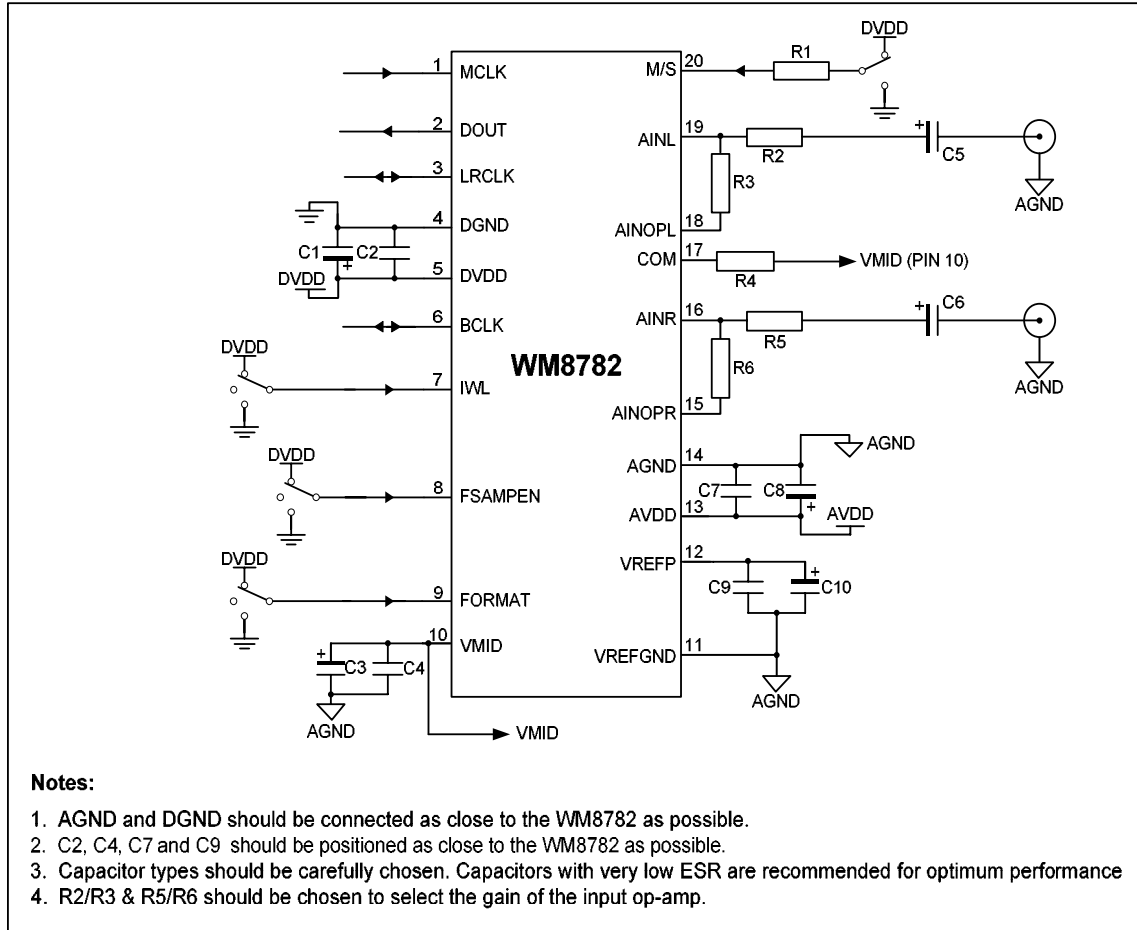 DVDD
R1
1 MCLK
M/S 20
2 DOUT
AINL 19
R2
+
C5
3 LRCLK
R3
AGND
4 DGND
AINOPL 18
C1
C2
+
COM 17
R4
VMID (PIN 10)
DVDD
5 DVDD
6 BCLK
AINR 16
+
C6
R5
DVDD
WM8782
R6
AGND
7 IWL
AINOPR 15
AGND
AGND 14
DVDD
C7
C8
+
8 FSAMPEN
AVDD 13
AVDD
DVDD
VREFP 12
+
C9
C10
9 FORMAT
10
VMID
+
C3
C4
VREFGND 11
AGND
AGND
VMID
Notes:
1. AGND and DGND should be connected as close to the WM8782 as possible.
2. C2, C4, C7 and C9 should be positioned as close to the WM8782 as possible.
3. Capacitor types should be carefully chosen. Capacitors with very low ESR are recommended for optimum performance
4. R2/R3 & R5/R6 should be chosen to select the gain of the input op-amp.